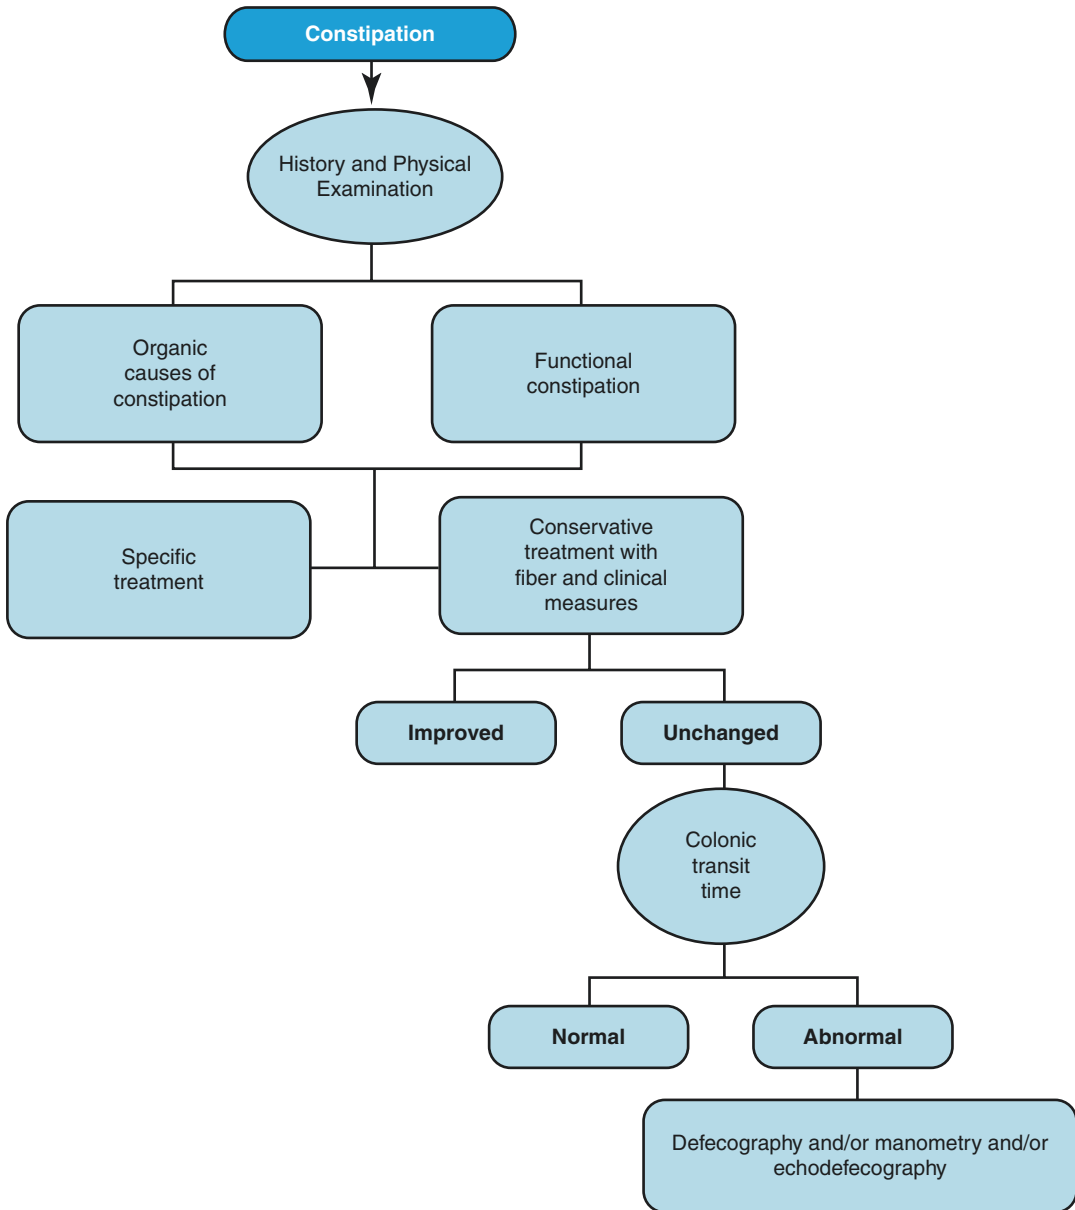 Constipation
History and Physical
Examination
Organic
causes of
constipation
Functional
constipation
Specific
treatment
Conservative
treatment with
fiber and clinical
measures
Improved
Unchanged
Colonic
transit
time
Normal
Abnormal
Defecography and/or manometry and/or
echodefecography